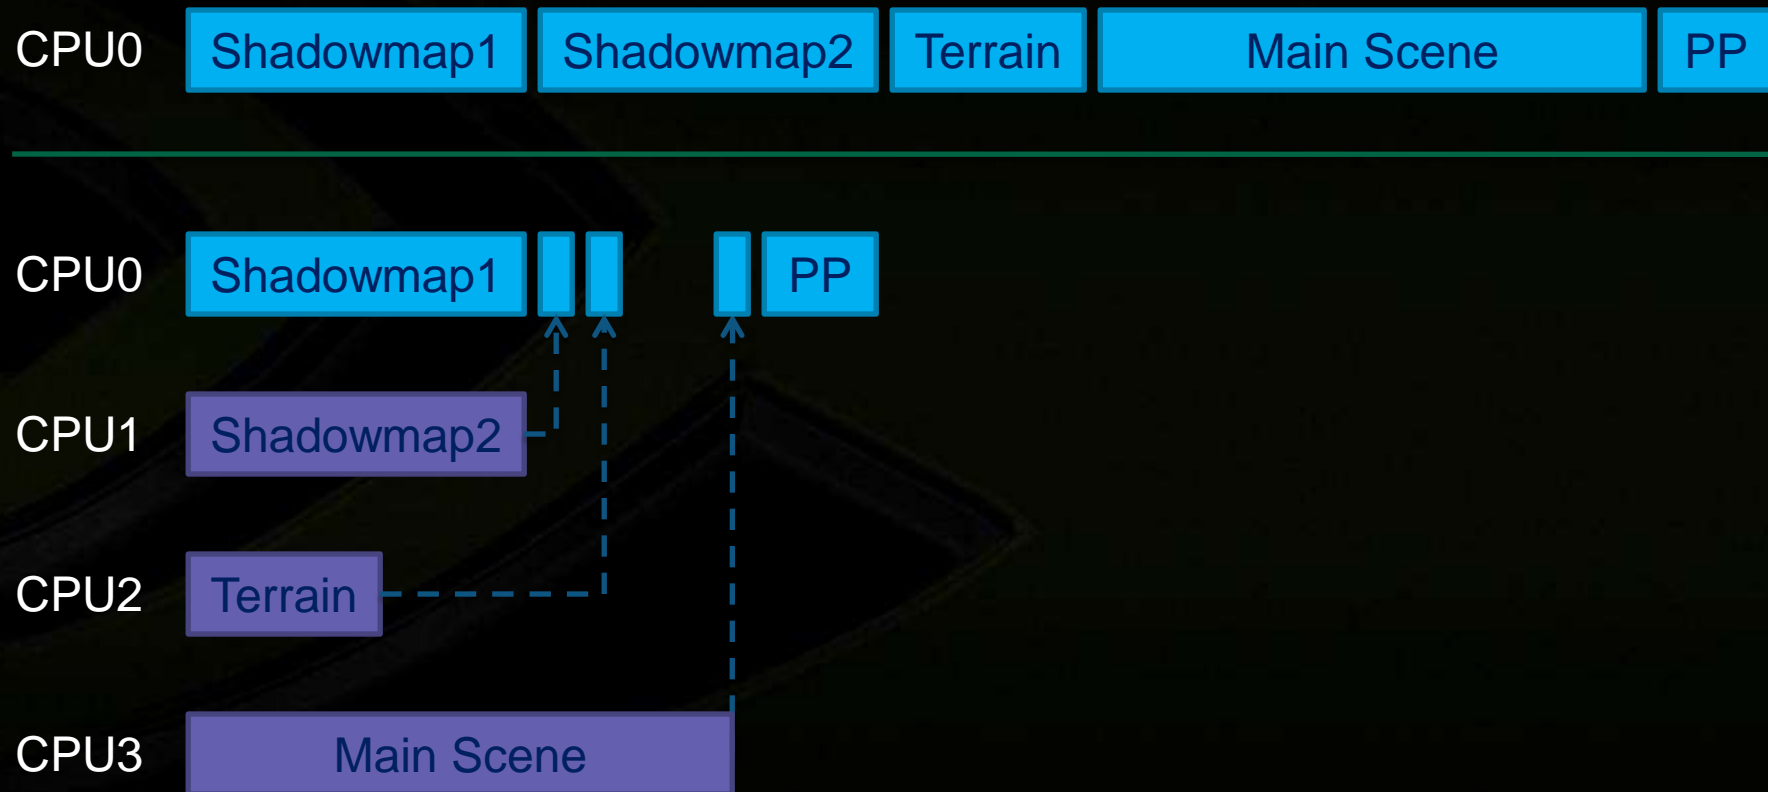 CPU0 Shadowmap1 Shadowmap2 Terrain Main Scene PP
CPU0 Shadowmap1 PP
CPU1 Shadowmap2
CPU2 Terrain
CPU3 Main Scene